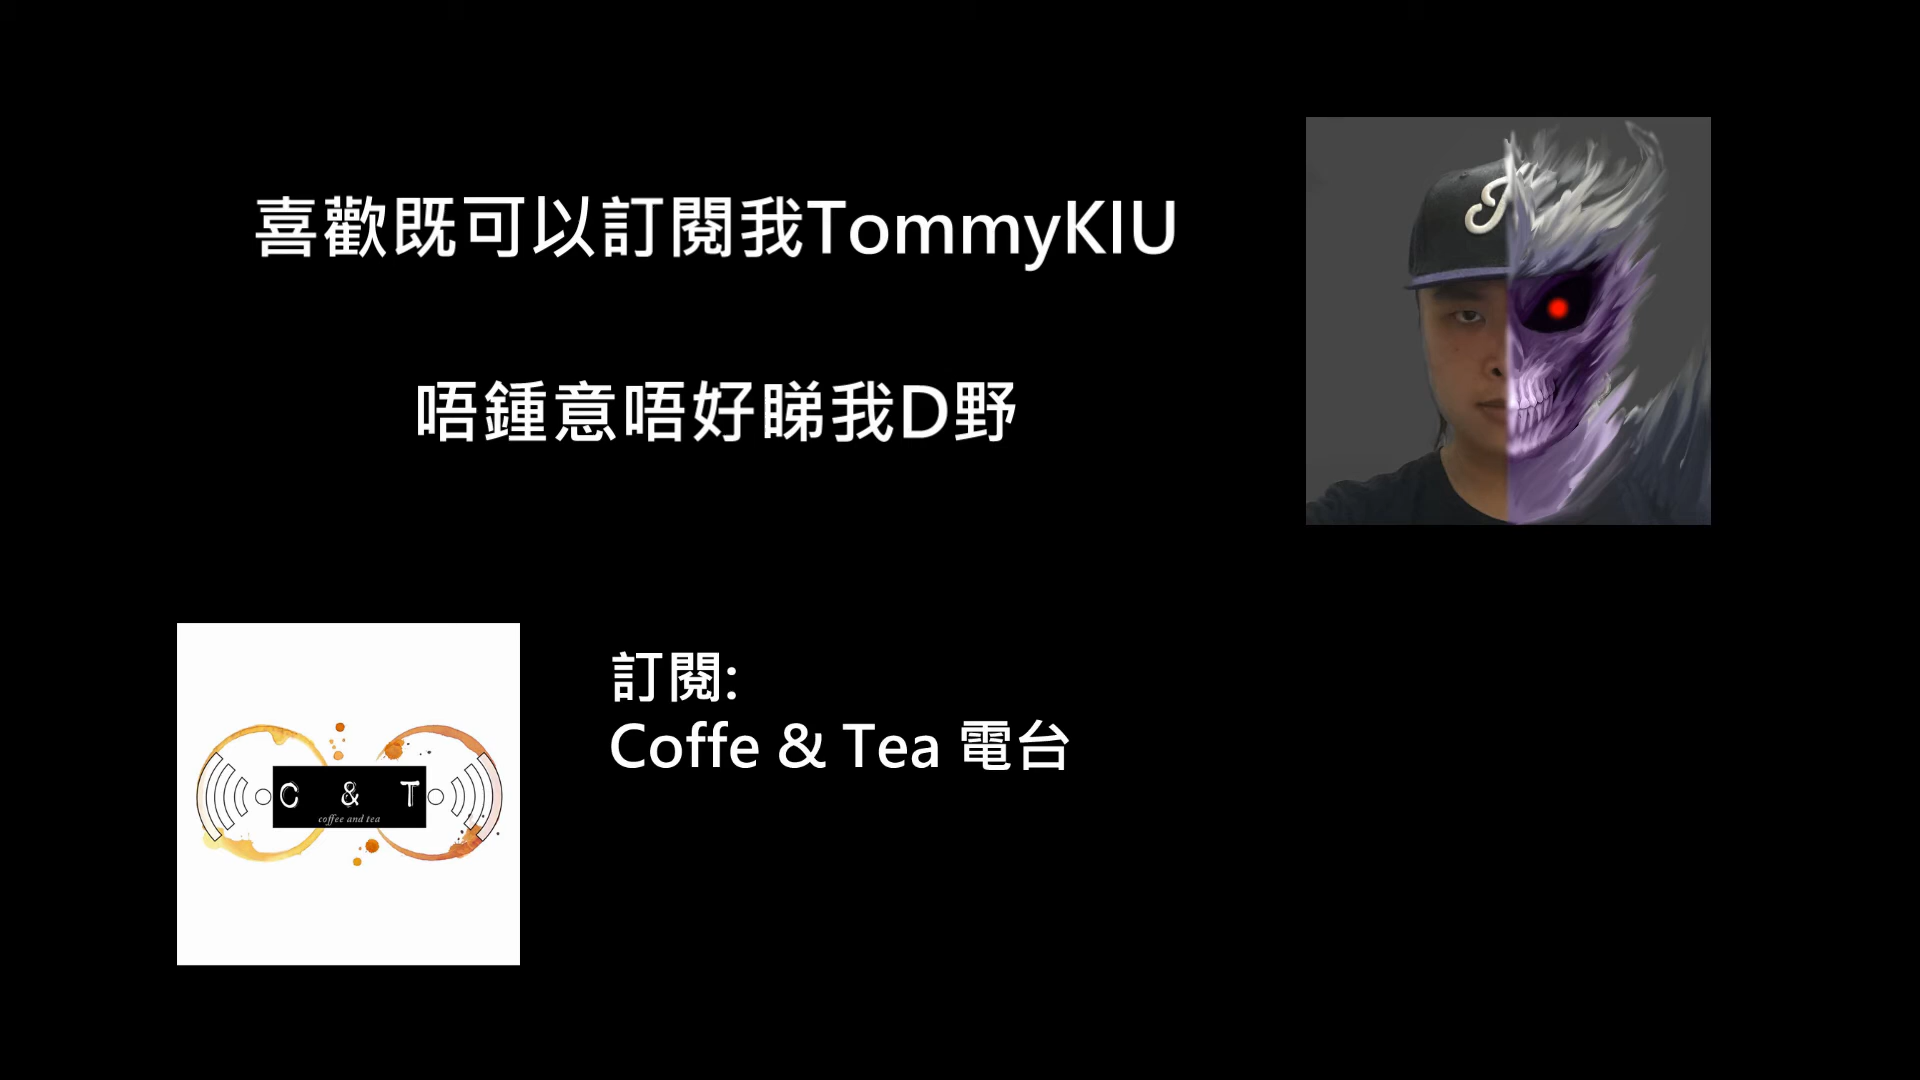 喜歡既可以訂閱我TommyKIU
唔鍾意唔好睇我D野
訂閱:
Coffe & Tea 電台
C & T
coffee and tea